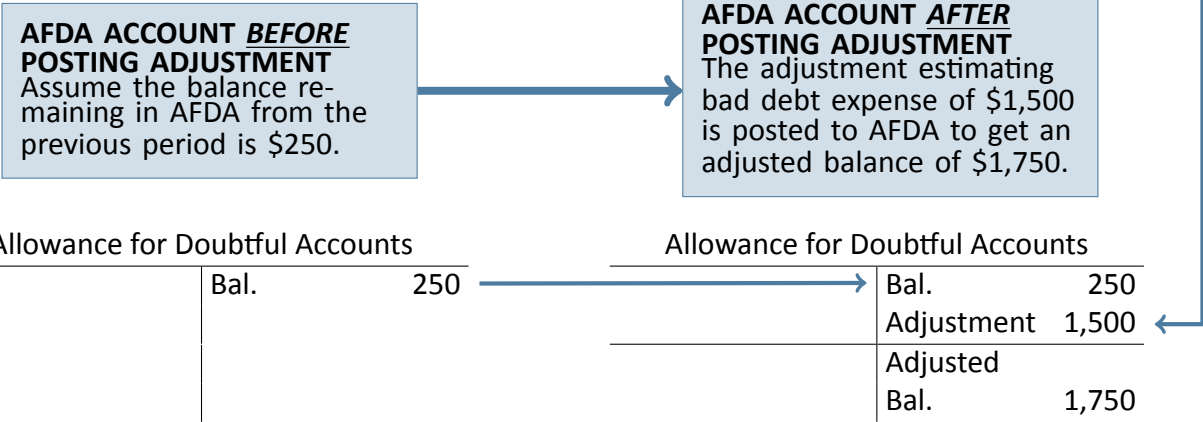 AFDA ACCOUNT BEFORE
POSTING ADJUSTMENT
Assume the balance re-
maining in AFDA from the
previous period is $250.
AFDA ACCOUNT AFTER
POSTING ADJUSTMENT
The adjustment estimating
bad debt expense of $1,500
is posted to AFDA to get an
adjusted balance of $1,750.
Allowance for Doubtful Accounts
Bal. 250
Allowance for Doubtful Accounts
Bal. 250
Adjustment 1,500
Adjusted
Bal. 1,750